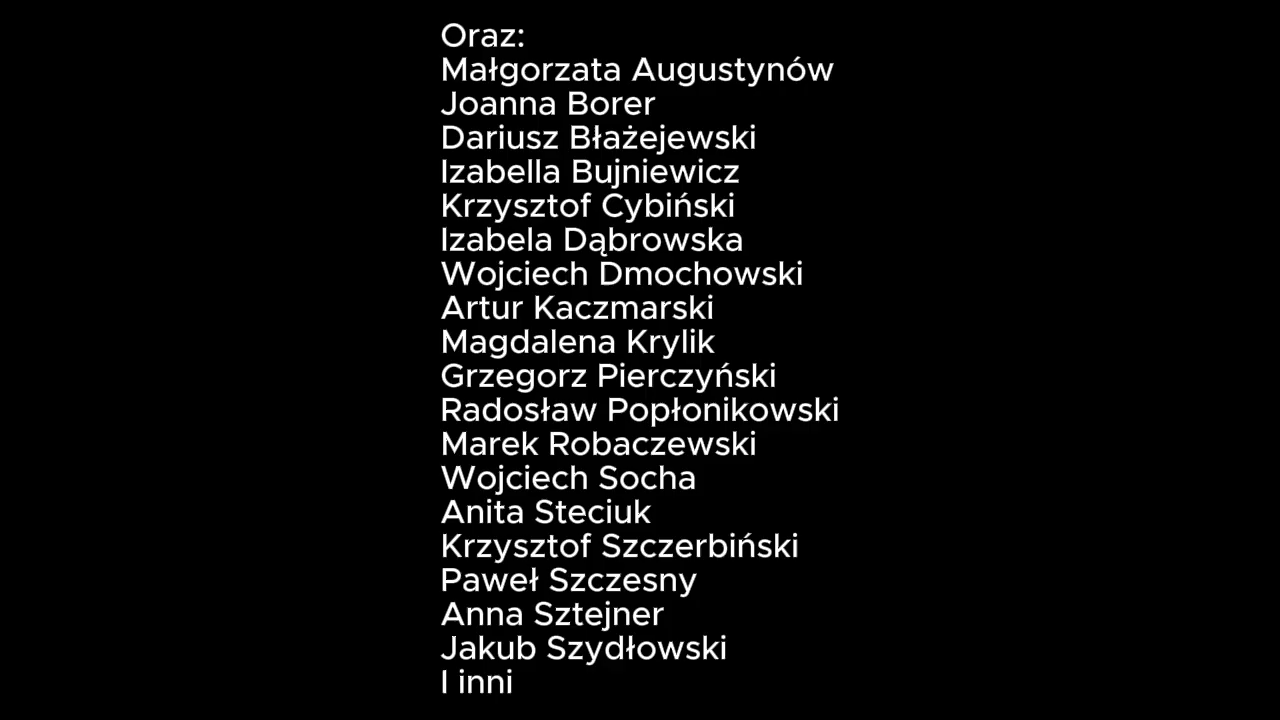 Oraz:
Małgorzata Augustynów
Joanna Borer
Dariusz Błażejewski
Izabella Bujniewicz
Krzysztof Cybiński
Izabela Dąbrowska
Wojciech Dmochowski
Artur Kaczmarski
Magdalena Krylik
Grzegorz Pierczyński
Radosław Popłonikowski
Marek Robaczewski
Wojciech Socha
Anita Steciuk
Krzysztof Szczerbiński
Paweł Szczesny
Anna Sztejner
Jakub Szydłowski
I inni